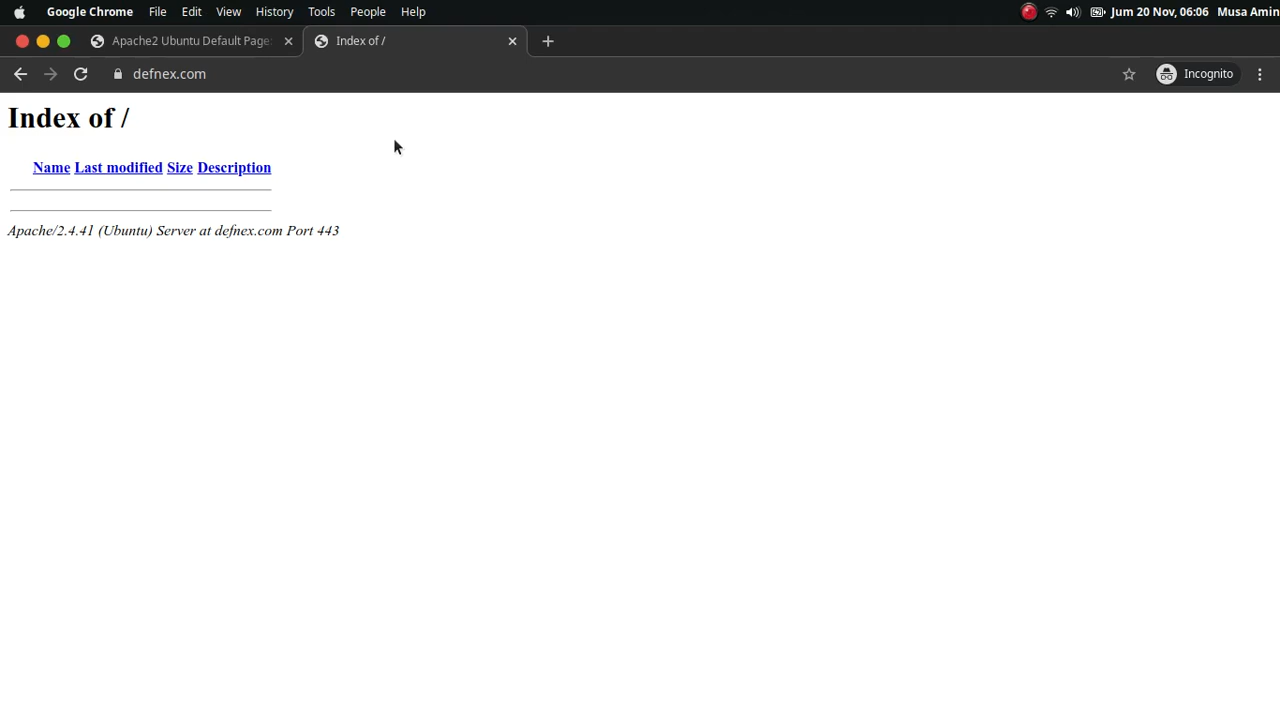 Google Chrome File Edit View History Tools People Help Jum 20 Nov, 06:06 Musa Amin
Apache2 Ubuntu Default Page: Index of /
defnex.com Incognito
Index of /
Name Last modified Size Description
Apache/2.4.41 (Ubuntu) Server at defnex.com Port 443